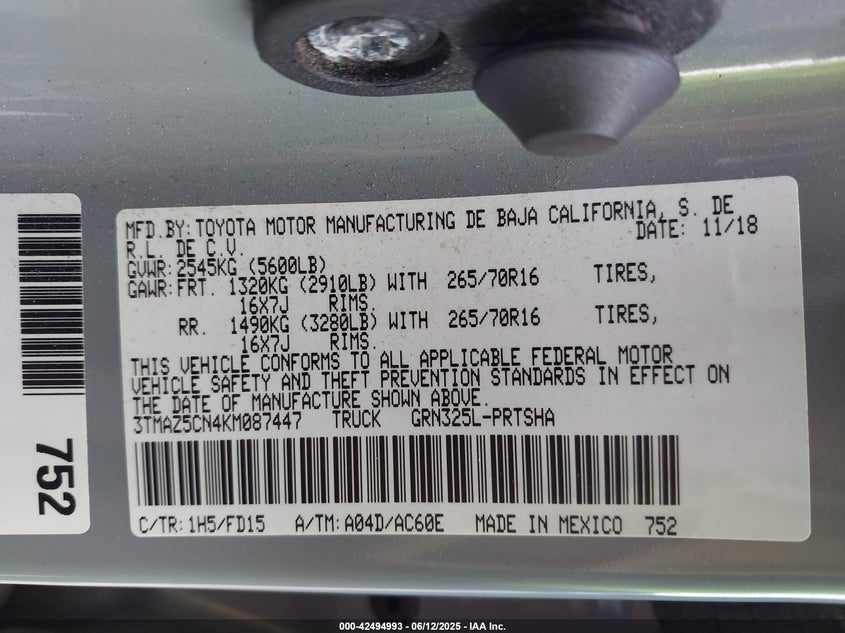 MFD. BY: TOYOTA MOTOR MANUFACTURING DE BAJA CALIFORNIA, S. DE
R.L. DE C.V. DATE: 11/18
GVWR: 2545KG (5600LB)
GAWR: FRT. 1320KG (2910LB) WITH 265/70R16 TIRES,
16X7J RIMS.
RR. 1490KG (3280LB) WITH 265/70R16 TIRES,
16X7J RIMS.
THIS VEHICLE CONFORMS TO ALL APPLICABLE FEDERAL MOTOR
VEHICLE SAFETY AND THEFT PREVENTION STANDARDS IN EFFECT ON
THE DATE OF MANUFACTURE SHOWN ABOVE.
3TMAZ5CN4KM087447 TRUCK GRN325L-PRTSHA
C/TR: 1H5/FD15 A/TM: A04D/AC60E MADE IN MEXICO 752
752
000-42494993 - 06/12/2025 - IAA Inc.